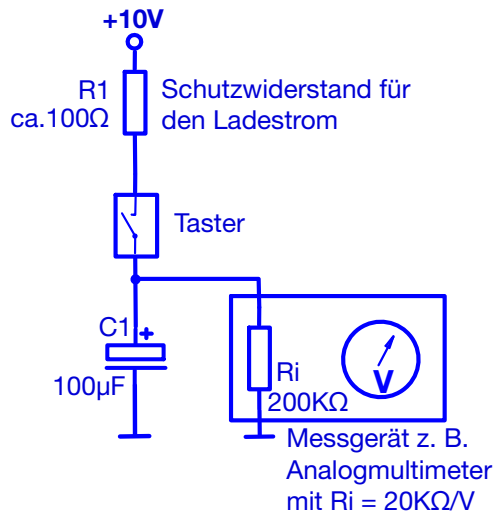 +10V
R1
ca.100Ω
Schutzwiderstand für
den Ladestrom
Taster
C1
+
100µF
Ri
200KΩ
V
Messgerät z. B.
Analogmultimeter
mit Ri = 20KΩ/V